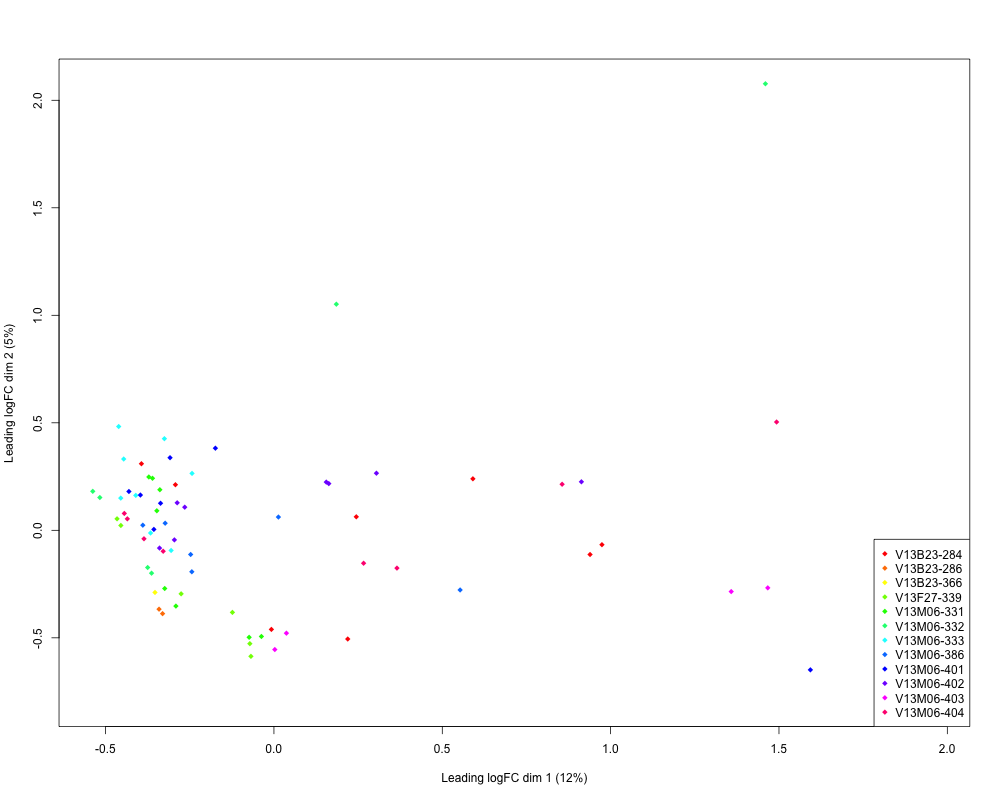 2.0
1.5
1.0
0.5
0.0
-0.5
Leading logFC dim 2 (5%)
V13B23-284
V13B23-286
V13B23-366
V13F27-339
V13M06-331
V13M06-332
V13M06-333
V13M06-386
V13M06-401
V13M06-402
V13M06-403
V13M06-404
-0.5 0.0 0.5 1.0 1.5 2.0
Leading logFC dim 1 (12%)